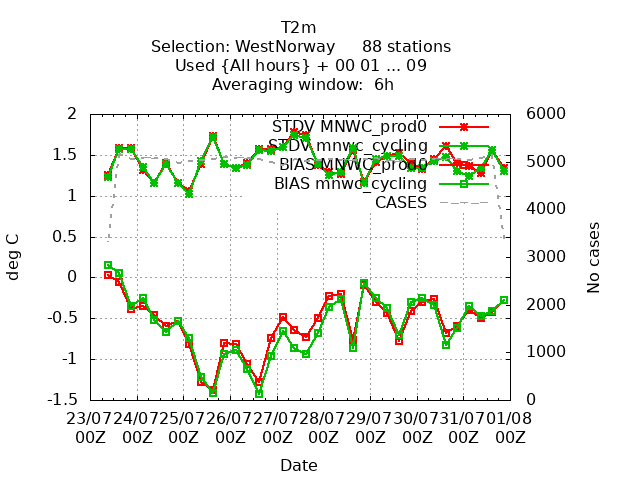 T2m
Selection: WestNorway 88 stations
Used {All hours} + 00 01 ... 09
Averaging window: 6h
2
1.5
1
0.5
0
-0.5
-1
-1.5
deg C
6000
5000
4000
3000
2000
1000
0
No cases
STDV MNWC_prod0
STDV mnwc_cycling
BIAS MNWC_prod0
BIAS mnwc_cycling
CASES
23/07 24/07 25/07 26/07 27/07 28/07 29/07 30/07 31/07 01/08
00Z 00Z 00Z 00Z 00Z 00Z 00Z 00Z 00Z 00Z
Date